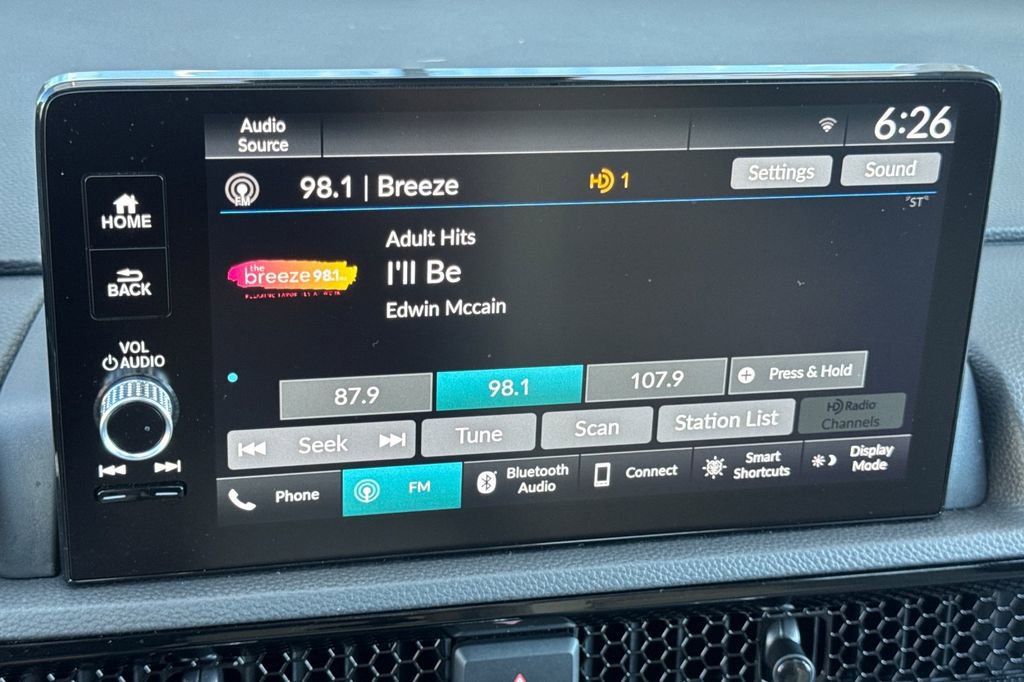 Audio
Source
6:26
FM
98.1 | Breeze
HD 1
Settings
Sound
"ST"
HOME
BACK
VOL
AUDIO
the
breeze 98.1
Adult Hits
I'll Be
Edwin Mccain
87.9
98.1
107.9
Press & Hold
Seek
Tune
Scan
Station List
HD Radio
Channels
Phone
FM
Bluetooth
Audio
Connect
Smart
Shortcuts
Display
Mode